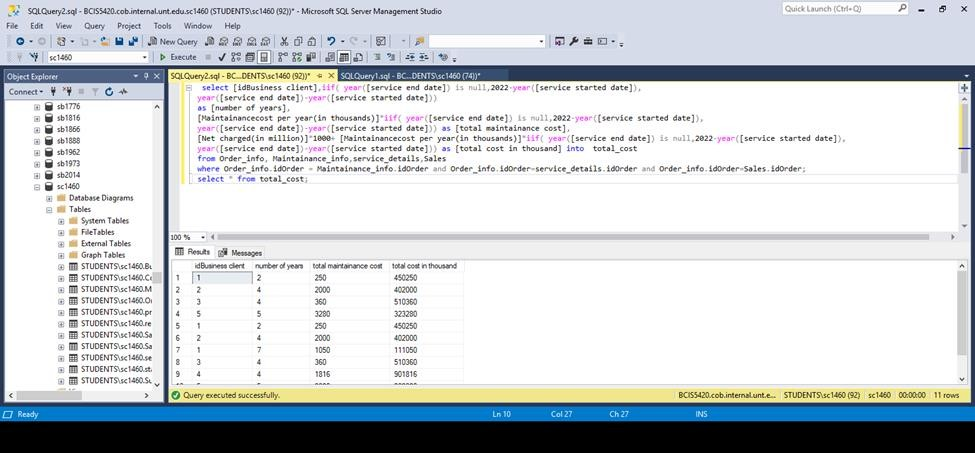 SQLQuery2.sql - BCIS5420.cob.internal.unt.edu.sc1460 (STUDENTS\sc1460 (92))* - Microsoft SQL Server Management Studio
Quick Launch (Ctrl+Q)
File Edit View Query Project Tools Window Help
New Query
sc1460
Execute
Object Explorer
SQLQuery2.sql - BC...DENTS\sc1460 (92))*
SQLQuery1.sql - BC...DENTS\sc1460 (74))*
Connect
sb1776
sb1816
sb1866
sb1888
sb1962
sb1973
sb2014
sc1460
Database Diagrams
Tables
System Tables
FileTables
External Tables
Graph Tables
STUDENTS\sc1460.Bu
STUDENTS\sc1460.Cc
STUDENTS\sc1460.M
STUDENTS\sc1460.Or
STUDENTS\sc1460.pr
STUDENTS\sc1460.re
STUDENTS\sc1460.Sa
STUDENTS\sc1460.Sa
STUDENTS\sc1460.se
STUDENTS\sc1460.st
STUDENTS\sc1460.Su
select [idBusiness client],iif( year([service end date]) is null,2022-year([service started date]),
year([service end date])-year([service started date]))
as [number of years],
[Maintainancecost per year(in thousands)]*iif( year([service end date]) is null,2022-year([service started date]),
year([service end date])-year([service started date])) as [total maintainance cost],
[Net charged(in million)]*1000+ [Maintainancecost per year(in thousands)]*iif( year([service end date]) is null,2022-year([service started date]),
year([service end date])-year([service started date])) as [total cost in thousand] into total_cost
from Order_info, Maintainance_info,service_details,Sales
where Order_info.idOrder = Maintainance_info.idOrder and Order_info.idOrder=service_details.idOrder and Order_info.idOrder=Sales.idOrder;
select * from total_cost;
100 %
Results Messages
idBusiness client number of years total maintainance cost total cost in thousand
1 1 2 250 450250
2 2 4 2000 402000
3 3 4 360 510360
4 5 5 3280 323280
5 1 2 250 450250
6 2 4 2000 402000
7 1 7 1050 111050
8 3 4 360 510360
9 4 4 1816 901816
Query executed successfully.
BCIS5420.cob.internal.unt.e... STUDENTS\sc1460 (92) sc1460 00:00:00 11 rows
Ready Ln 10 Col 27 Ch 27 INS